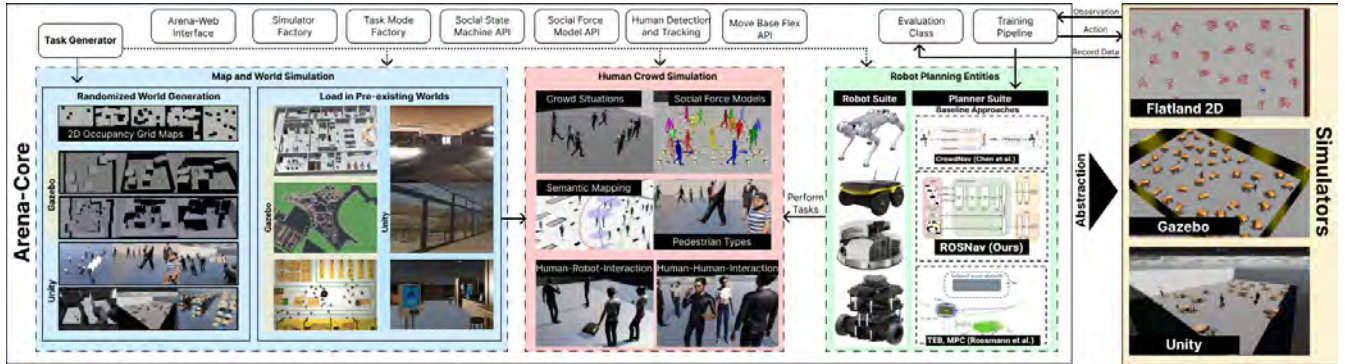 Arena-Core
Task Generator
Arena-Web
Interface
Simulator
Factory
Task Mode
Factory
Social State
Machine API
Social Force
Model API
Human Detection
and Tracking
Move Base Flex
API
Evaluation
Class
Training
Pipeline
Observation
Action
Record Data
Map and World Simulation
Randomized World Generation
2D Occupancy Grid Maps
Gazebo
Unity
Load in Pre-existing Worlds
Gazebo
Unity
Human Crowd Simulation
Crowd Situations
Social Force Models
Semantic Mapping
Pedestrian Types
Human-Robot-Interaction
Human-Human-Interaction
Perform
Tasks
Robot Planning Entities
Robot Suite
Planner Suite
Baseline Approaches
CrowdNav (Chen et al.)
ROSNav (Ours)
TEB, MPC (Rossmann et al.)
Abstraction
Flatland 2D
Gazebo
Unity
Simulators